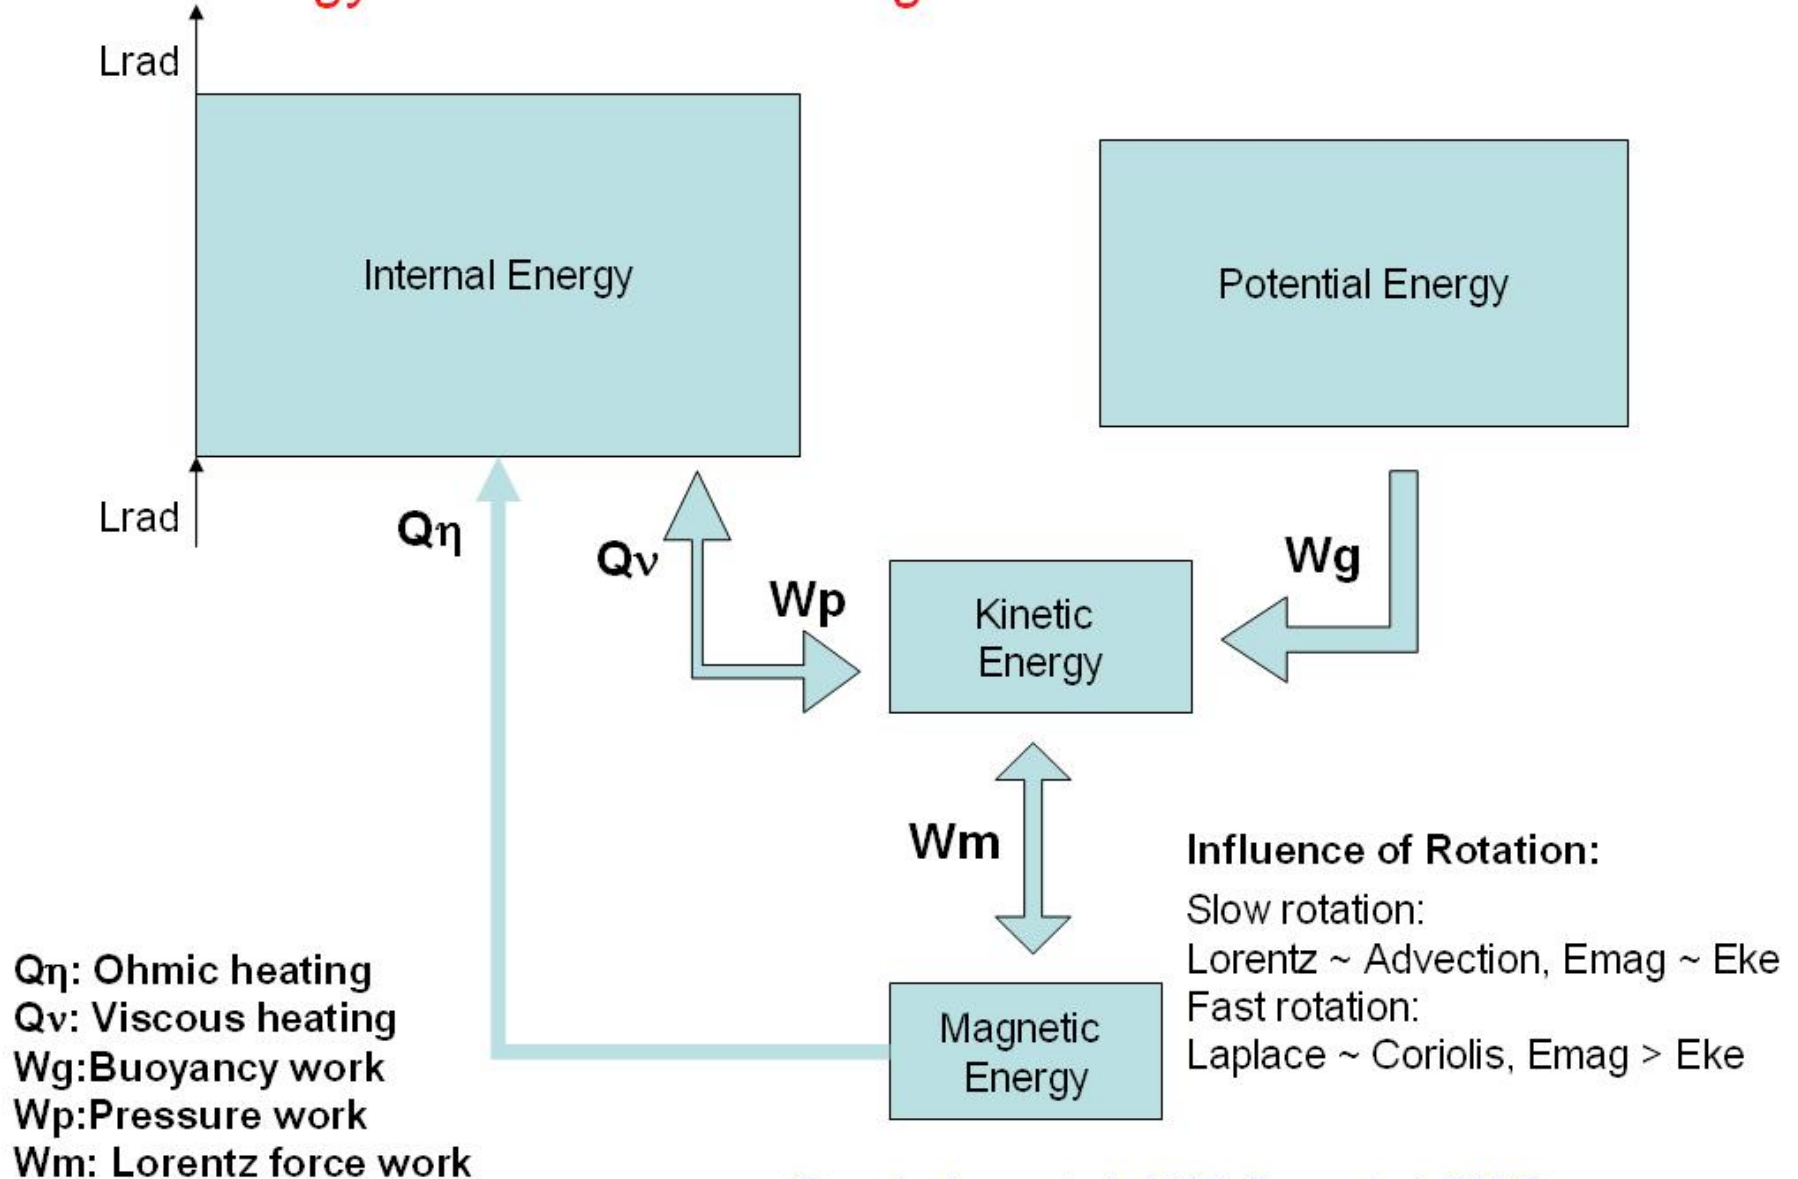 Lrad
Internal Energy
Potential Energy
Lrad
Qη
Qν
Wp
Wg
Kinetic
Energy
Wm
Influence of Rotation:
Slow rotation:
Lorentz ~ Advection, Emag ~ Eke
Fast rotation:
Laplace ~ Coriolis, Emag > Eke
Magnetic
Energy
Qη: Ohmic heating
Qν: Viscous heating
Wg:Buoyancy work
Wp:Pressure work
Wm: Lorentz force work